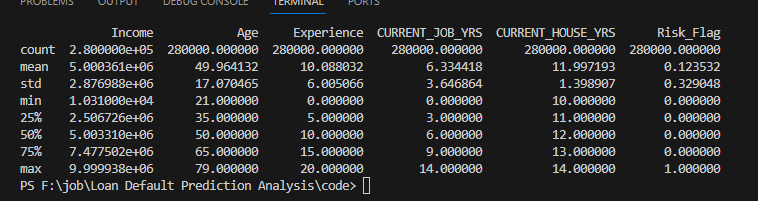 PROBLEMS OUTPUT DEBUG CONSOLE TERMINAL PORTS
Income Age Experience CURRENT_JOB_YRS CURRENT_HOUSE_YRS Risk_Flag
count 2.800000e+05 280000.000000 280000.000000 280000.000000 280000.000000 280000.000000
mean 5.000361e+06 49.964132 10.088032 6.334418 11.997193 0.123532
std 2.876988e+06 17.070465 6.005066 3.646864 1.398907 0.329048
min 1.031000e+04 21.000000 0.000000 0.000000 10.000000 0.000000
25% 2.506726e+06 35.000000 5.000000 3.000000 11.000000 0.000000
50% 5.003310e+06 50.000000 10.000000 6.000000 12.000000 0.000000
75% 7.477502e+06 65.000000 15.000000 9.000000 13.000000 0.000000
max 9.999938e+06 79.000000 20.000000 14.000000 14.000000 1.000000
PS F:\job\Loan Default Prediction Analysis\code>